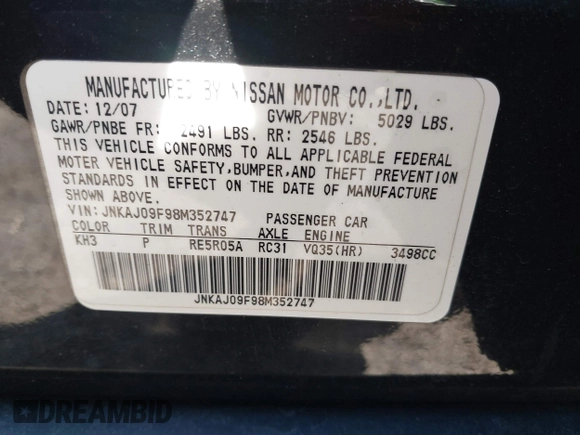 MANUFACTURED BY NISSAN MOTOR CO.,LTD.
DATE: 12/07 GVWR/PNBV: 5029 LBS.
GAWR/PNBE FR: 2491 LBS. RR: 2546 LBS.
THIS VEHICLE CONFORMS TO ALL APPLICABLE FEDERAL
MOTOR VEHICLE SAFETY,BUMPER,AND THEFT PREVENTION
STANDARDS IN EFFECT ON THE DATE OF MANUFACTURE
SHOWN ABOVE.
VIN: JNKAJ09F98M352747 PASSENGER CAR
COLOR TRIM TRANS AXLE ENGINE
KH3 P RE5R05A RC31 VQ35(HR) 3498CC
JNKAJ09F98M352747
DREAMBID